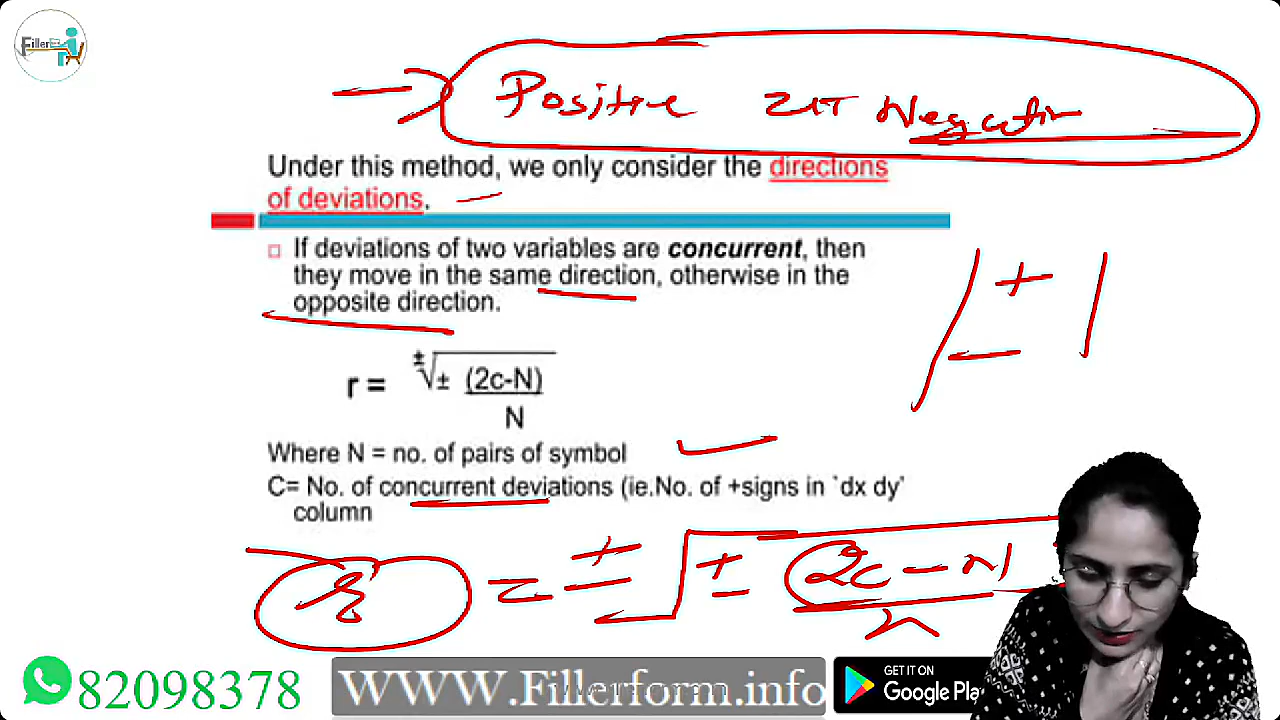 Filler
Positive या Negative
Under this method, we only consider the directions
of deviations.
If deviations of two variables are concurrent, then
they move in the same direction, otherwise in the
opposite direction.
r = ±√± (2c-N)
N
+
−
Where N = no. of pairs of symbol
C= No. of concurrent deviations (ie.No. of +signs in `dx dy'
column
r = ±√± 2c − N
n
82098378
WWW.Fillerform.info
GET IT ON
Google Pla